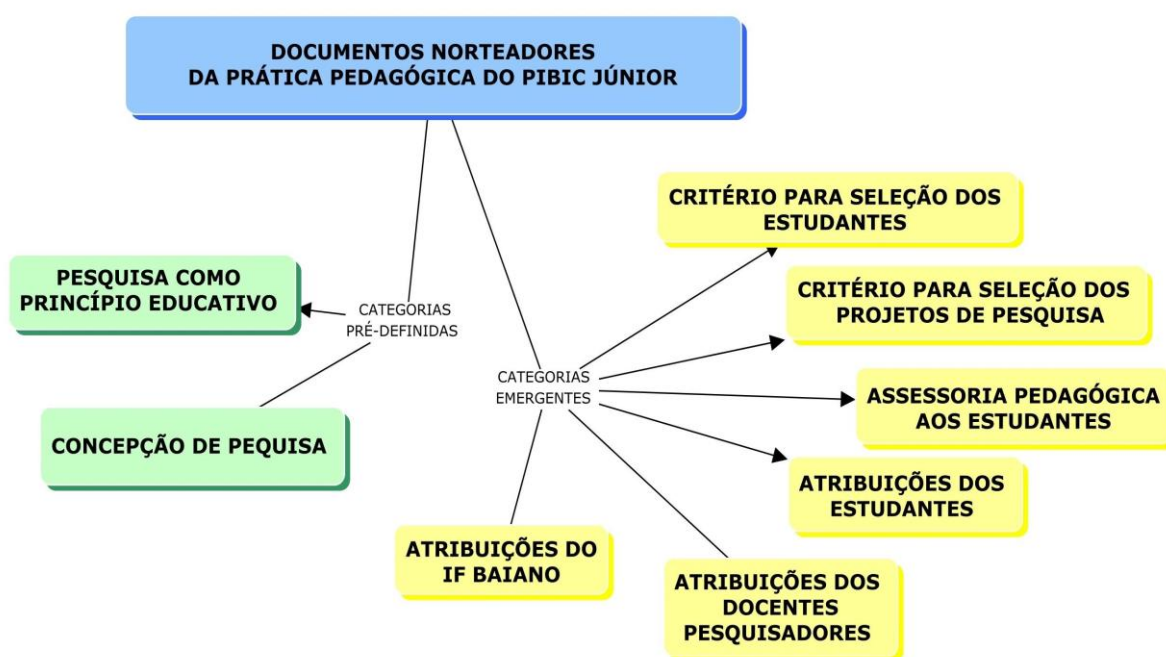 DOCUMENTOS NORTEADORES
DA PRÁTICA PEDAGÓGICA DO PIBIC JÚNIOR
CRITÉRIO PARA SELEÇÃO DOS
ESTUDANTES
PESQUISA COMO
PRINCÍPIO EDUCATIVO
CATEGORIAS
PRÉ-DEFINIDAS
CRITÉRIO PARA SELEÇÃO DOS
PROJETOS DE PESQUISA
CATEGORIAS
EMERGENTES
ASSESSORIA PEDAGÓGICA
AOS ESTUDANTES
CONCEPÇÃO DE PEQUISA
ATRIBUIÇÕES DOS
ESTUDANTES
ATRIBUIÇÕES DO
IF BAIANO
ATRIBUIÇÕES DOS
DOCENTES
PESQUISADORES